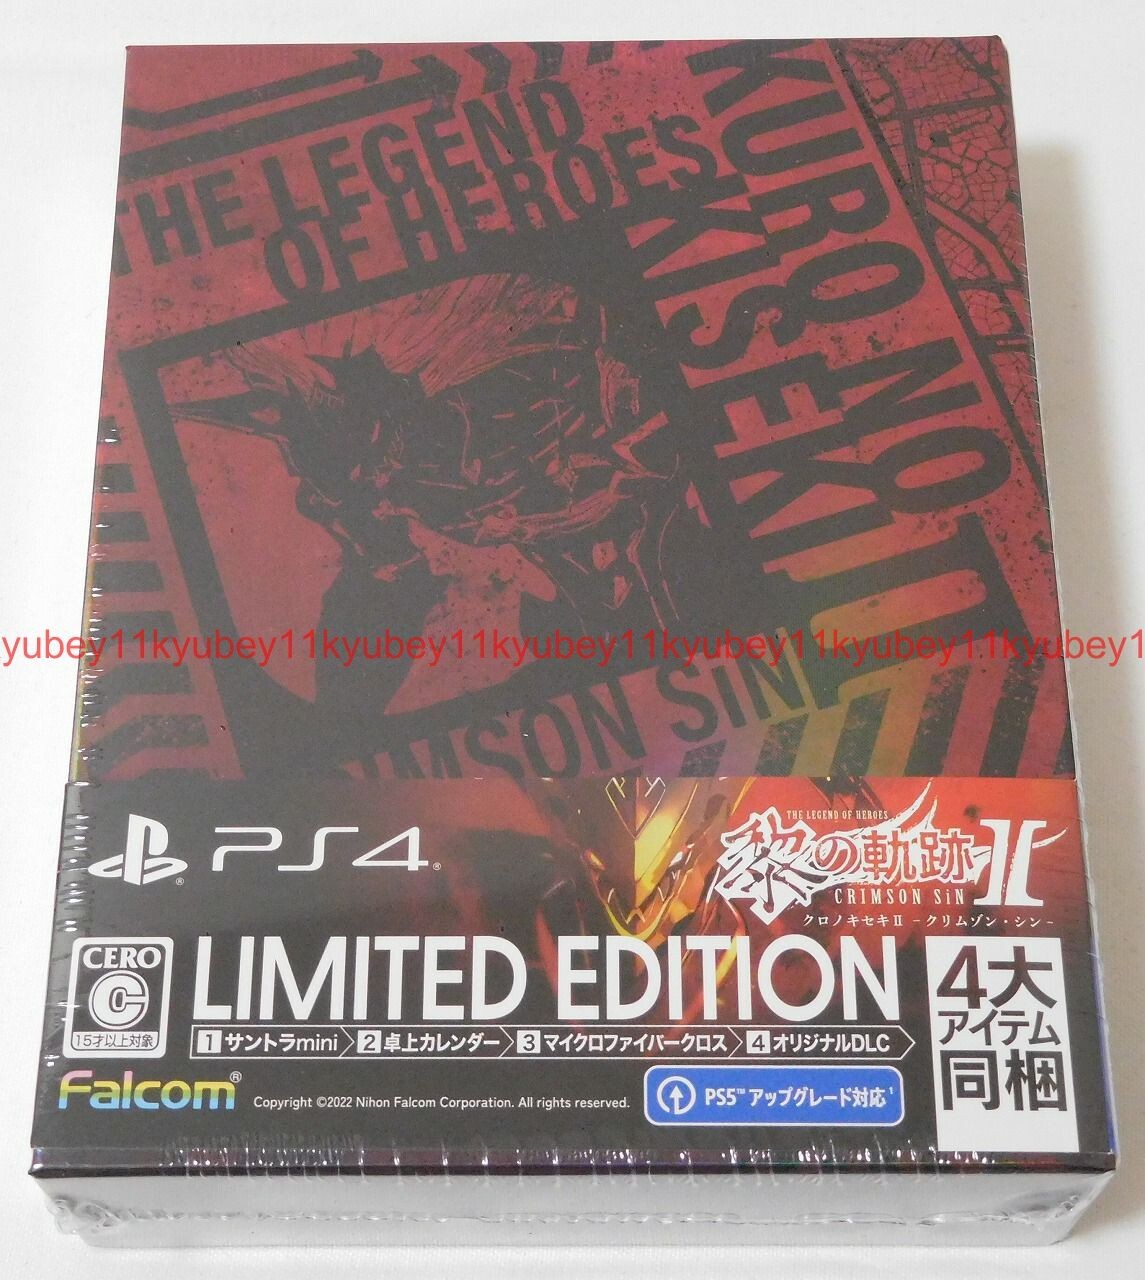 THE LEGEND
OF HEROES
KURO NO
KISEKI II
CRIMSON SiN
kyubey11kyubey11kyubey11kyubey11kyubey11kyubey11kyubey1
PS4®
THE LEGEND OF HEROES
黎の軌跡II
CRIMSON SiN
クロノキセキII -クリムゾン・シン-
CERO
C
15才以上対象
LIMITED EDITION
1 サントラmini 2 卓上カレンダー 3 マイクロファイバークロス 4 オリジナルDLC
4大
アイテム
同梱
Falcom®
Copyright ©2022 Nihon Falcom Corporation. All rights reserved.
PS5™ アップグレード対応¹